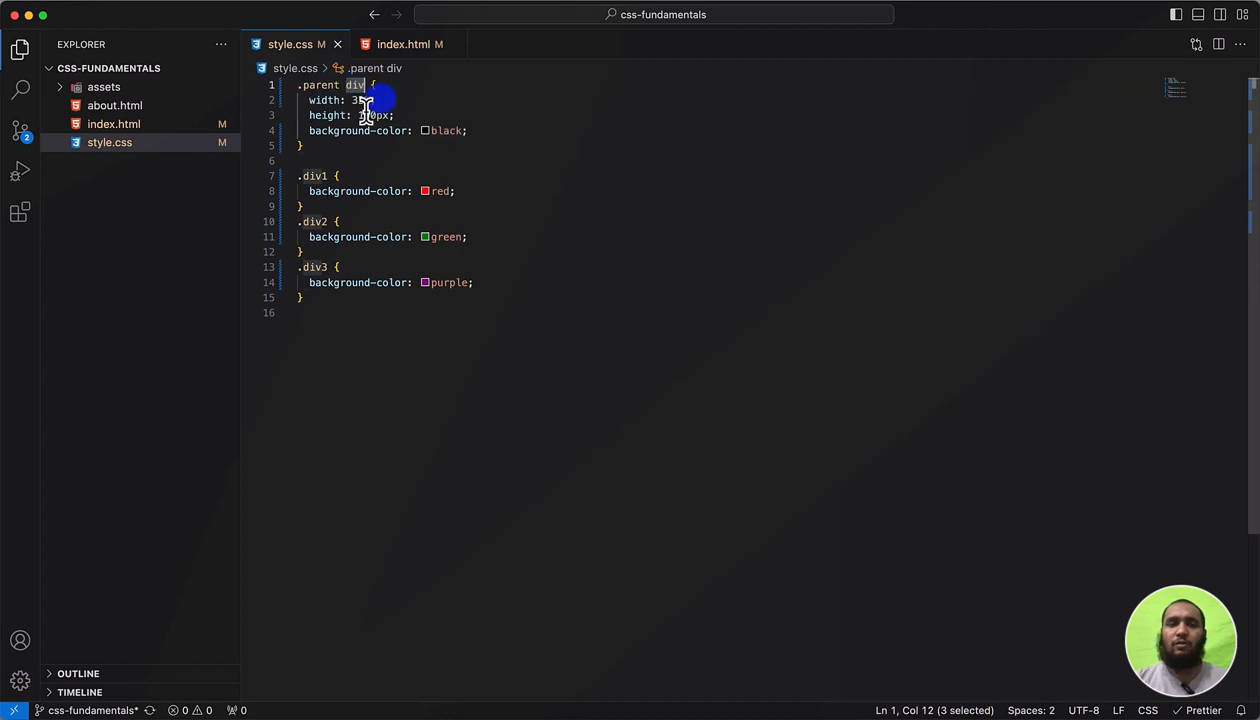 css-fundamentals
EXPLORER
style.css M
index.html M
CSS-FUNDAMENTALS
assets
about.html
index.html M
style.css M
2
style.css > .parent div
1 .parent div {
2 width:
3 height:
4 background-color: black;
5 }
6
7 .div1 {
8 background-color: red;
9 }
10 .div2 {
11 background-color: green;
12 }
13 .div3 {
14 background-color: purple;
15 }
16
OUTLINE
TIMELINE
css-fundamentals* 0 0 0 Ln 1, Col 12 (3 selected) Spaces: 2 UTF-8 LF CSS Prettier